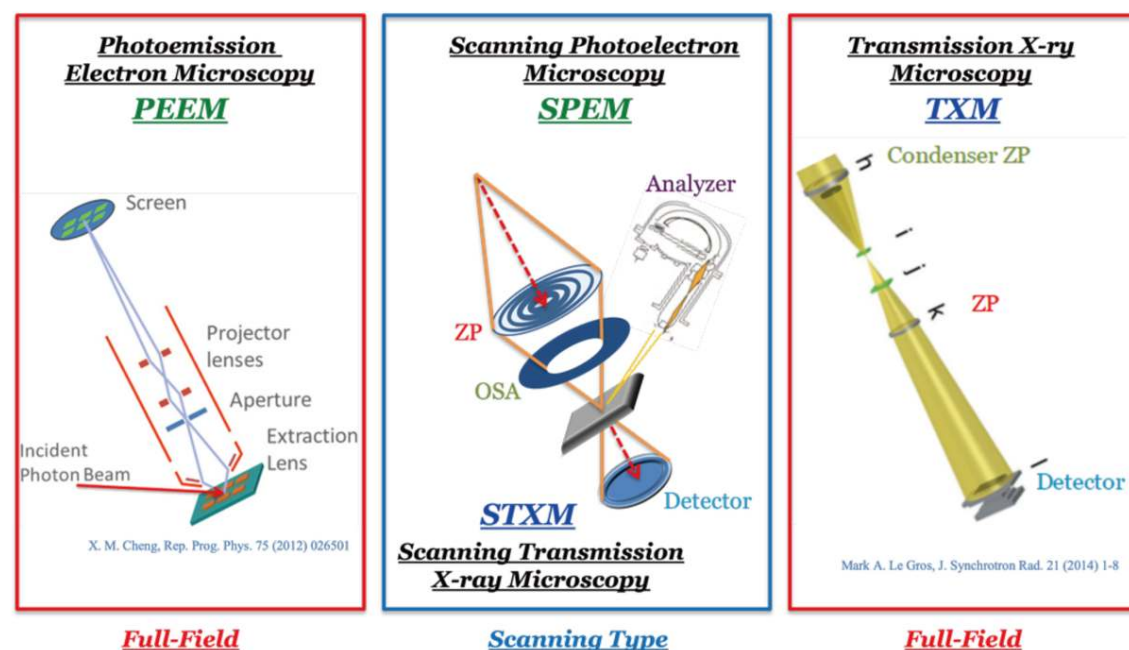 Photoemission
Electron Microscopy
PEEM
Screen
Projector
lenses
Aperture
Extraction
Lens
Incident
Photon Beam
X. M. Cheng, Rep. Prog. Phys. 75 (2012) 026501
Full-Field
Scanning Photoelectron
Microscopy
SPEM
Analyzer
ZP
OSA
Detector
STXM
Scanning Transmission
X-ray Microscopy
Scanning Type
Transmission X-ry
Microscopy
TXM
Condenser ZP
h
i
j
k
ZP
l
Detector
Mark A. Le Gros, J. Synchrotron Rad. 21 (2014) 1-8
Full-Field